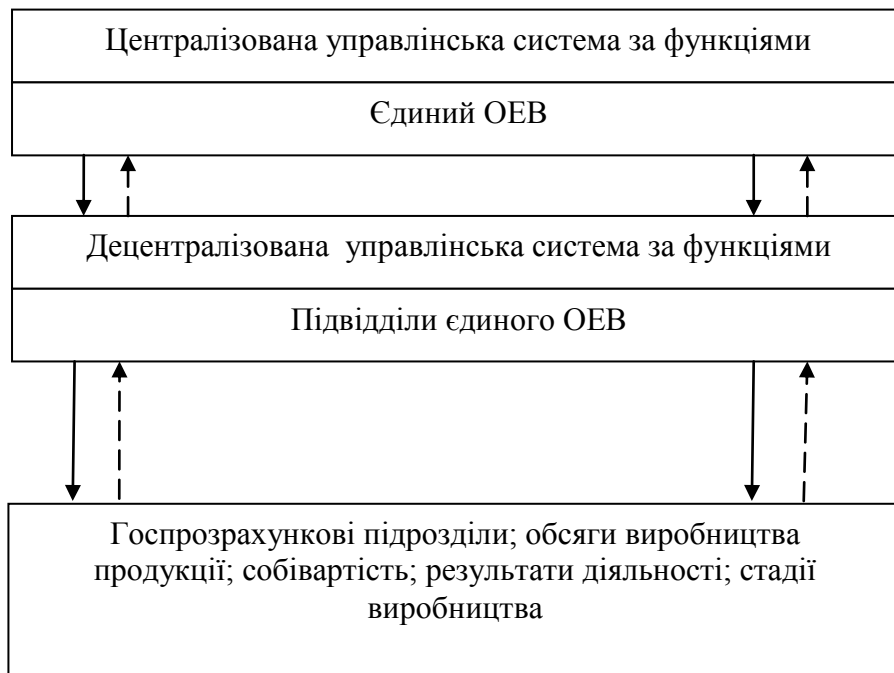 Централізована управлінська система за функціями
Єдиний ОЕВ
Децентралізована управлінська система за функціями
Підвідділи єдиного ОЕВ
Госпрозрахункові підрозділи; обсяги виробництва
продукції; собівартість; результати діяльності; стадії
виробництва